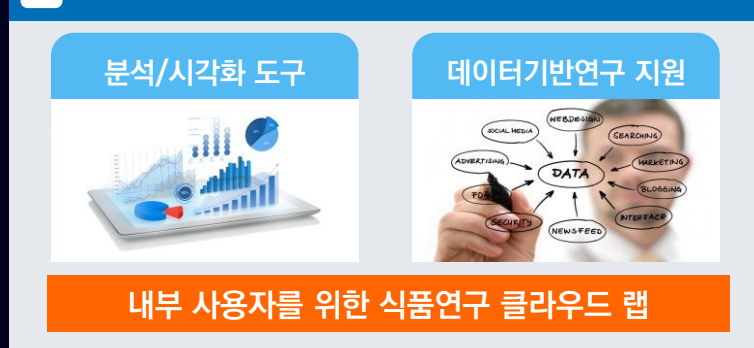 분석/시각화 도구
데이터기반연구 지원
WEBDESIGN
SOCIAL MEDIA
SEARCHING
ADVERTISING
MARKETING
DATA
BLOGGING
INTERFACE
SECURITY
NEWSFEED
내부 사용자를 위한 식품연구 클라우드 랩